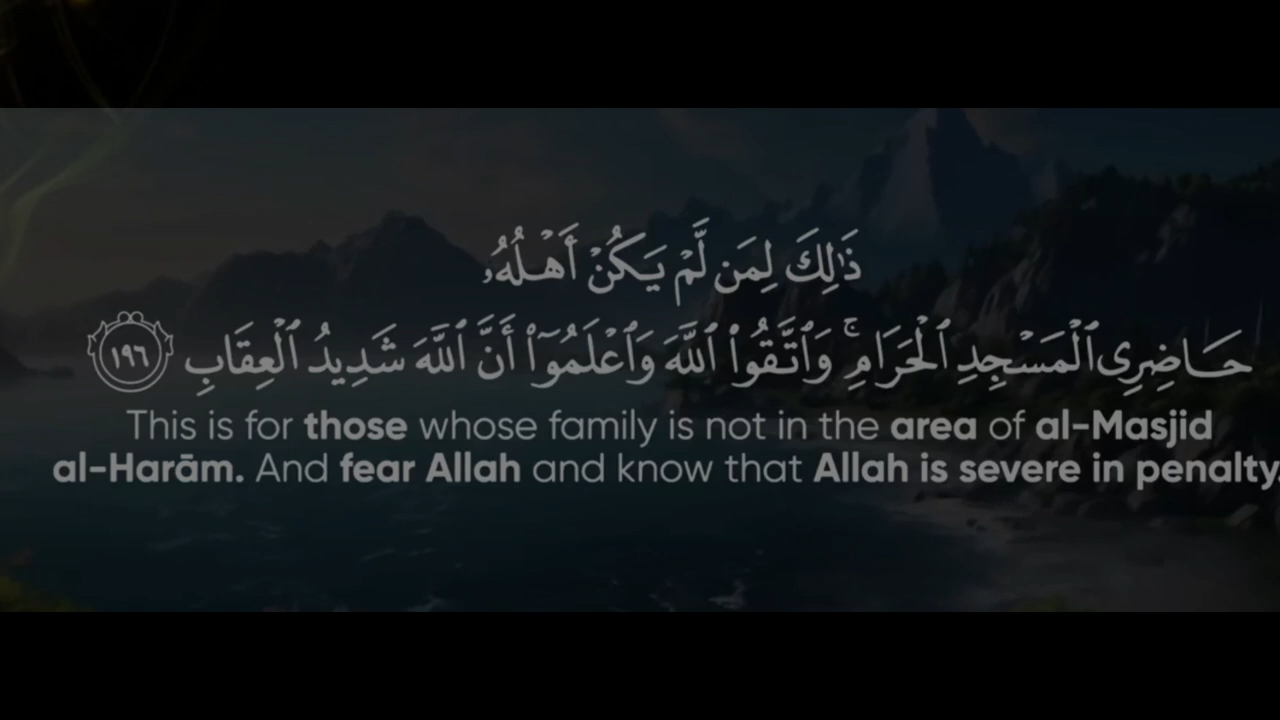 ذَٰلِكَ لِمَن لَّمْ يَكُنْ أَهْلُهُۥ
حَاضِرِى ٱلْمَسْجِدِ ٱلْحَرَامِ ۚ وَٱتَّقُوا۟ ٱللَّهَ وَٱعْلَمُوٓا۟ أَنَّ ٱللَّهَ شَدِيدُ ٱلْعِقَابِ ١٩٦
This is for those whose family is not in the area of al-Masjid
al-Harām. And fear Allah and know that Allah is severe in penalty.